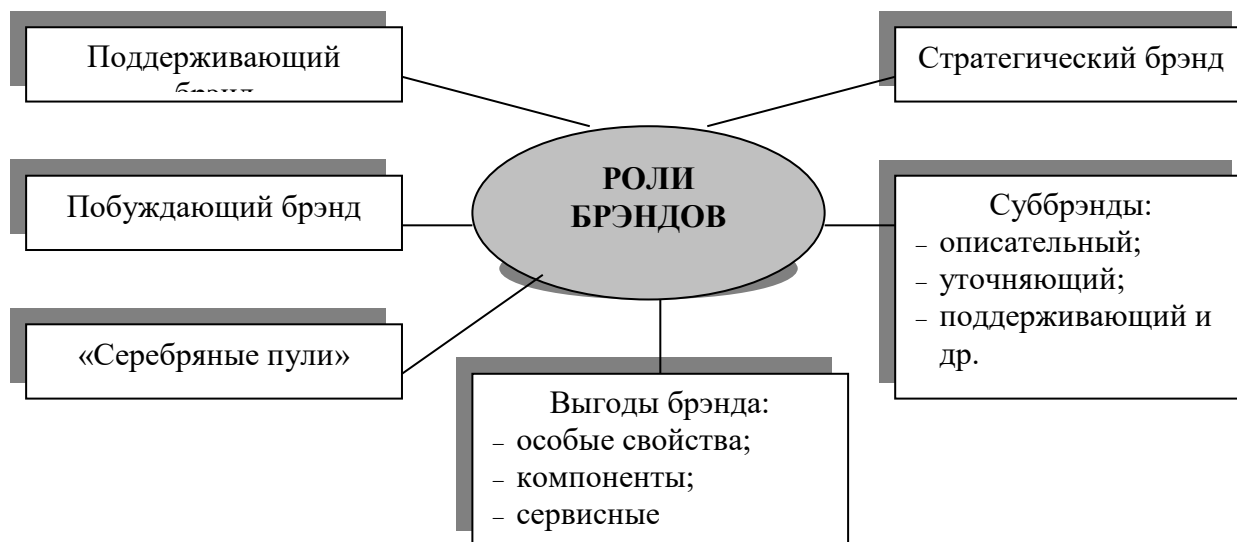 Поддерживающий
брэнд
Стратегический брэнд
РОЛИ
БРЭНДОВ
Побуждающий брэнд
Суббрэнды:
– описательный;
– уточняющий;
– поддерживающий и
др.
«Серебряные пули»
Выгоды брэнда:
– особые свойства;
– компоненты;
– сервисные